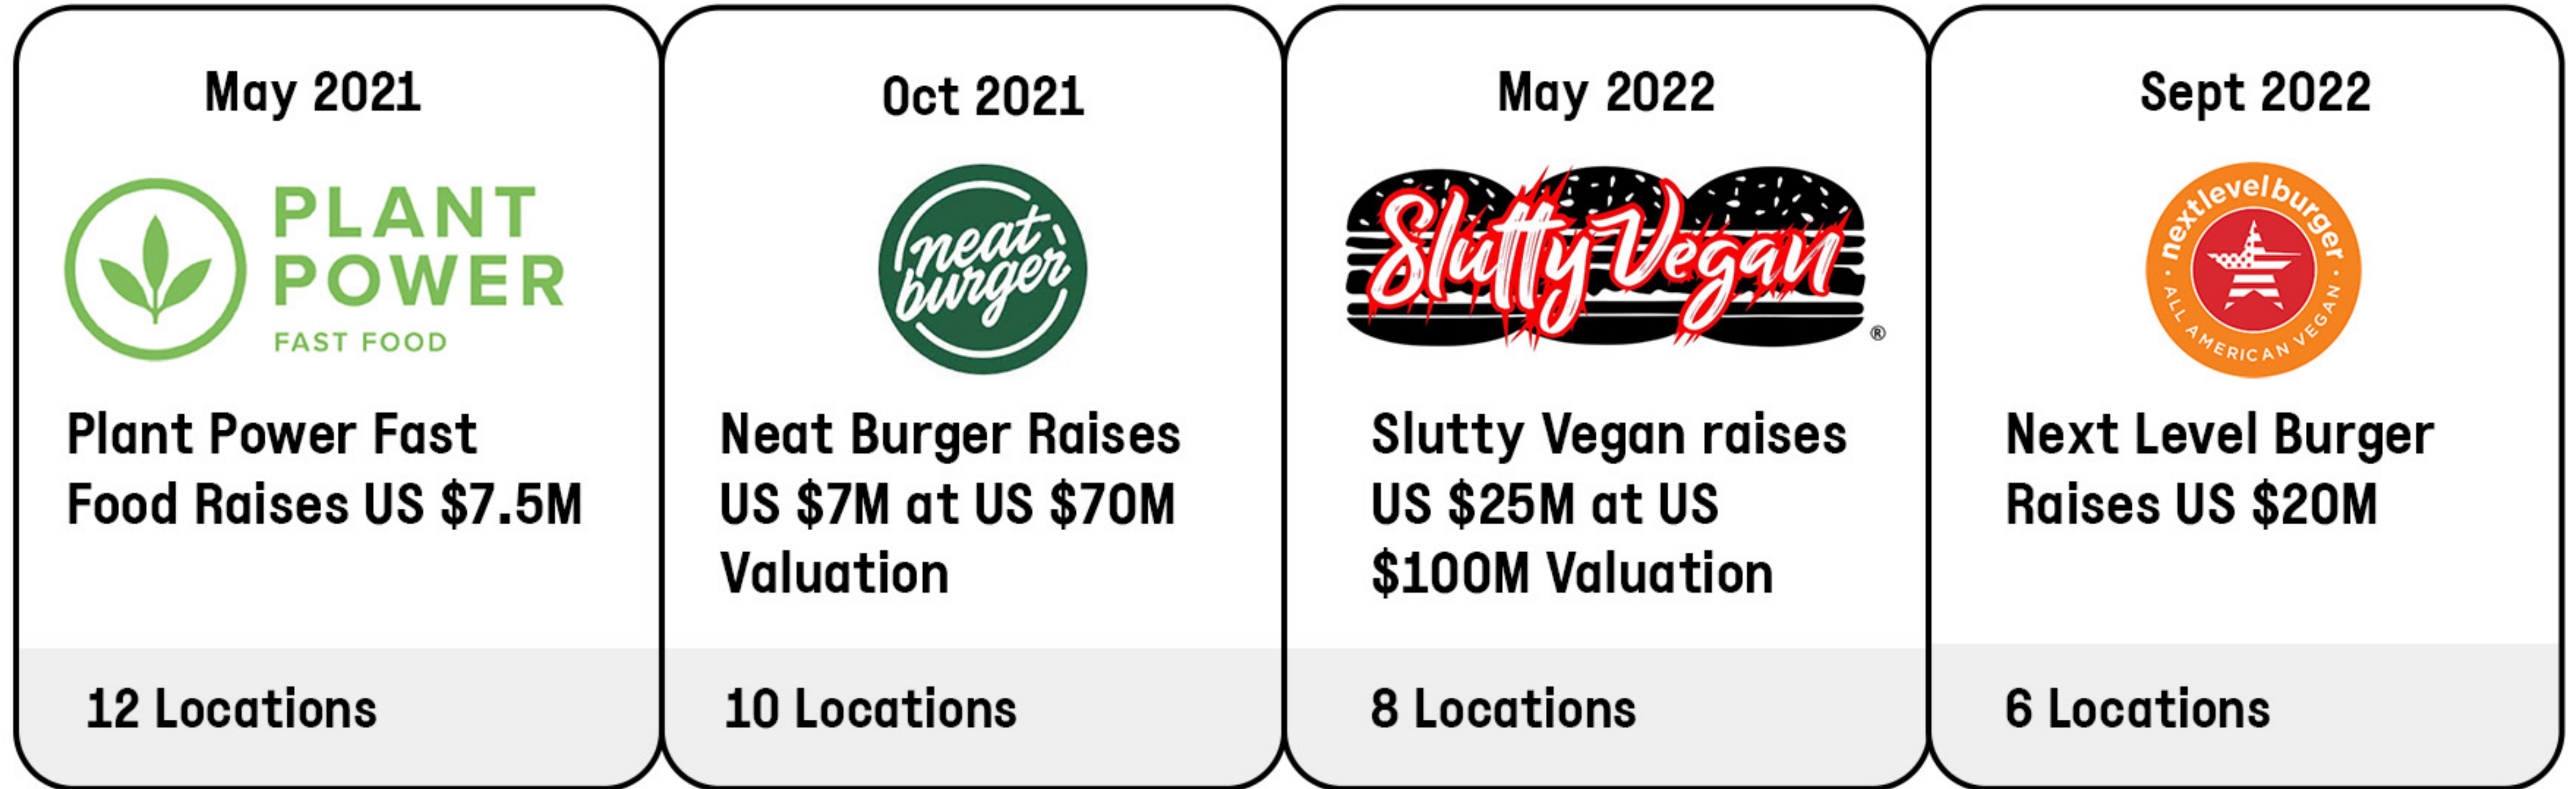 May 2021
PLANT
POWER
FAST FOOD
Plant Power Fast
Food Raises US $7.5M
12 Locations
Oct 2021
neat
burger
Neat Burger Raises
US $7M at US $70M
Valuation
10 Locations
May 2022
Slutty Vegan
®
Slutty Vegan raises
US $25M at US
$100M Valuation
8 Locations
Sept 2022
nextlevelburger
· ALL AMERICAN VEGAN ·
Next Level Burger
Raises US $20M
6 Locations